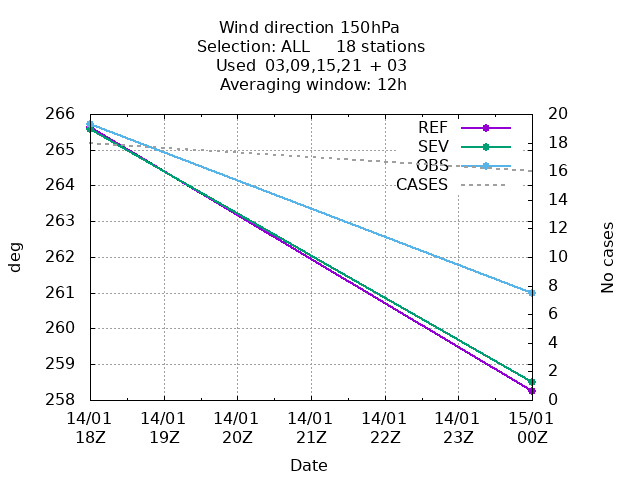 Wind direction 150hPa
Selection: ALL 18 stations
Used 03,09,15,21 + 03
Averaging window: 12h
266
265
264
263
262
261
260
259
258
deg
20
18
16
14
12
10
8
6
4
2
0
No cases
REF
SEV
OBS
CASES
14/01 14/01 14/01 14/01 14/01 14/01 15/01
18Z 19Z 20Z 21Z 22Z 23Z 00Z
Date